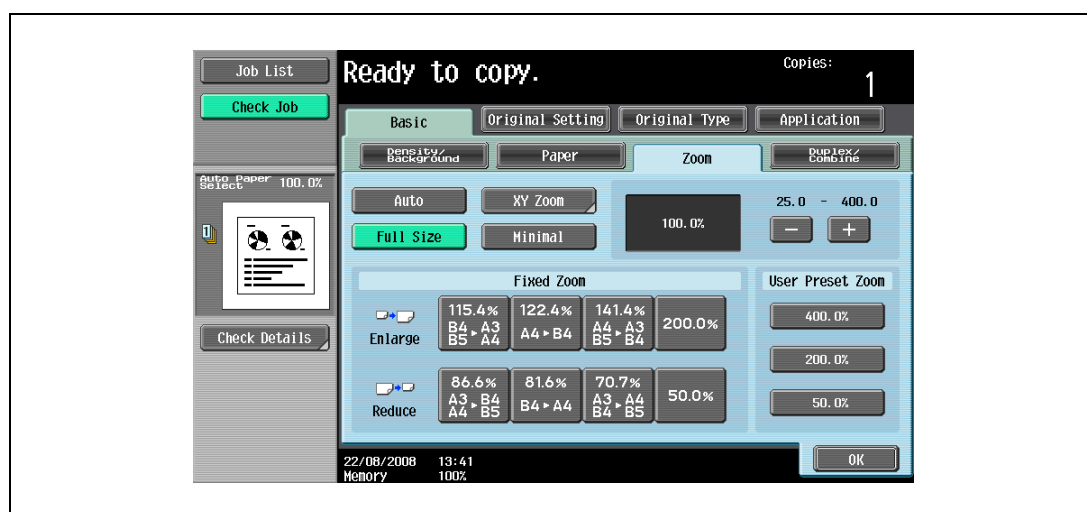 Job List
Check Job
Auto Paper
Select 100.0%
1
Check Details
Ready to copy.
Copies:
1
Basic
Original Setting
Original Type
Application
Density/
Background
Paper
Zoom
Duplex/
Combine
Auto
XY Zoom
100.0%
25.0 - 400.0
Full Size
Minimal
− +
Fixed Zoom
User Preset Zoom
Enlarge
115.4%
B4 ▸ A3
B5 ▸ A4
122.4%
A4 ▸ B4
141.4%
A4 ▸ A3
B5 ▸ B4
200.0%
400.0%
200.0%
50.0%
Reduce
86.6%
A3 ▸ B4
A4 ▸ B5
81.6%
B4 ▸ A4
70.7%
A3 ▸ A4
B4 ▸ B5
50.0%
22/08/2008 13:41
Memory 100%
OK